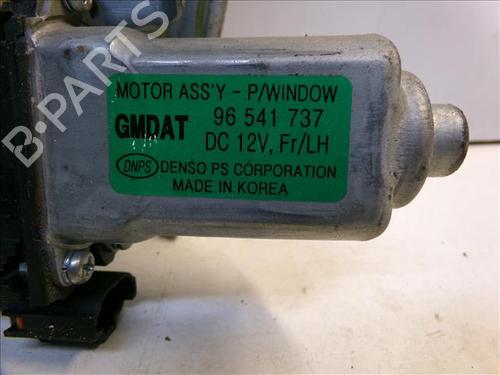 MOTOR ASS'Y - P/WINDOW
GMDAT 96 541 737
DC 12V, Fr/LH
DNPS DENSO PS CORPORATION
MADE IN KOREA
B-PARTS